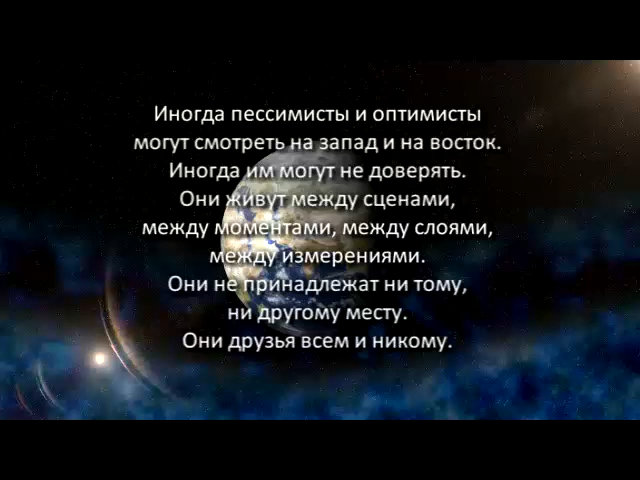 Иногда пессимисты и оптимисты
могут смотреть на запад и на восток.
Иногда им могут не доверять.
Они живут между сценами,
между моментами, между слоями,
между измерениями.
Они не принадлежат ни тому,
ни другому месту.
Они друзья всем и никому.